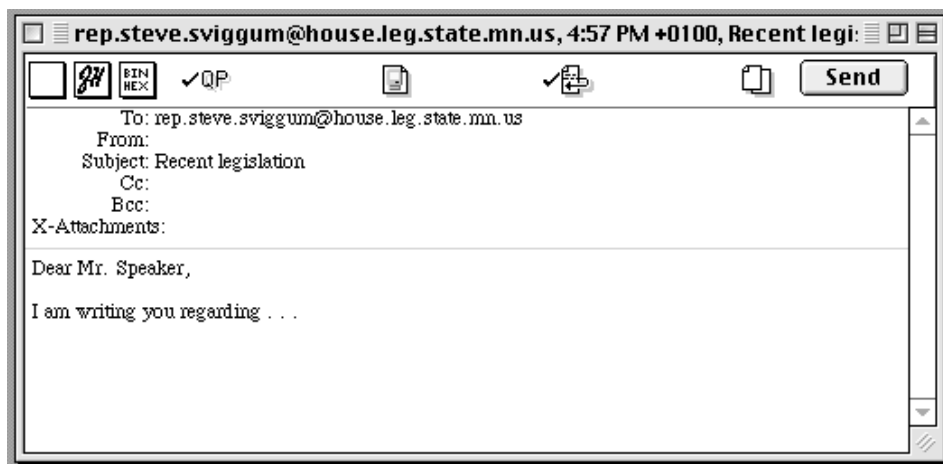 rep.steve.sviggum@house.leg.state.mn.us, 4:57 PM +0100, Recent legi:
BIN HEX ✓QP ✓ Send
To: rep.steve.sviggum@house.leg.state.mn.us
From:
Subject: Recent legislation
Cc:
Bcc:
X-Attachments:
Dear Mr. Speaker,
I am writing you regarding . . .